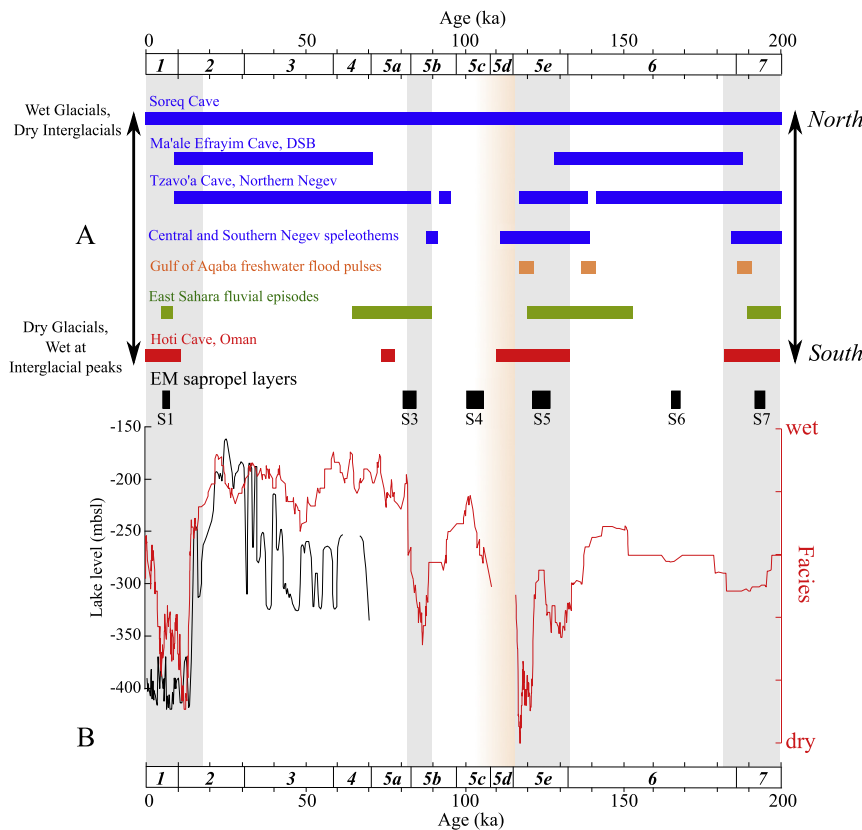 Age (ka)
0 50 100 150 200
1 2 3 4 5a 5b 5c 5d 5e 6 7
Wet Glacials,
Dry Interglacials
North
Soreq Cave
Ma'ale Efrayim Cave, DSB
Tzavo'a Cave, Northern Negev
A
Central and Southern Negev speleothems
Gulf of Aqaba freshwater flood pulses
East Sahara fluvial episodes
Dry Glacials,
Wet at
Interglacial peaks
Hoti Cave, Oman
South
EM sapropel layers
S1 S3 S4 S5 S6 S7
-150
-200
-250
-300
-350
-400
Lake level (mbsl)
wet
Facies
dry
B
1 2 3 4 5a 5b 5c 5d 5e 6 7
0 50 100 150 200
Age (ka)